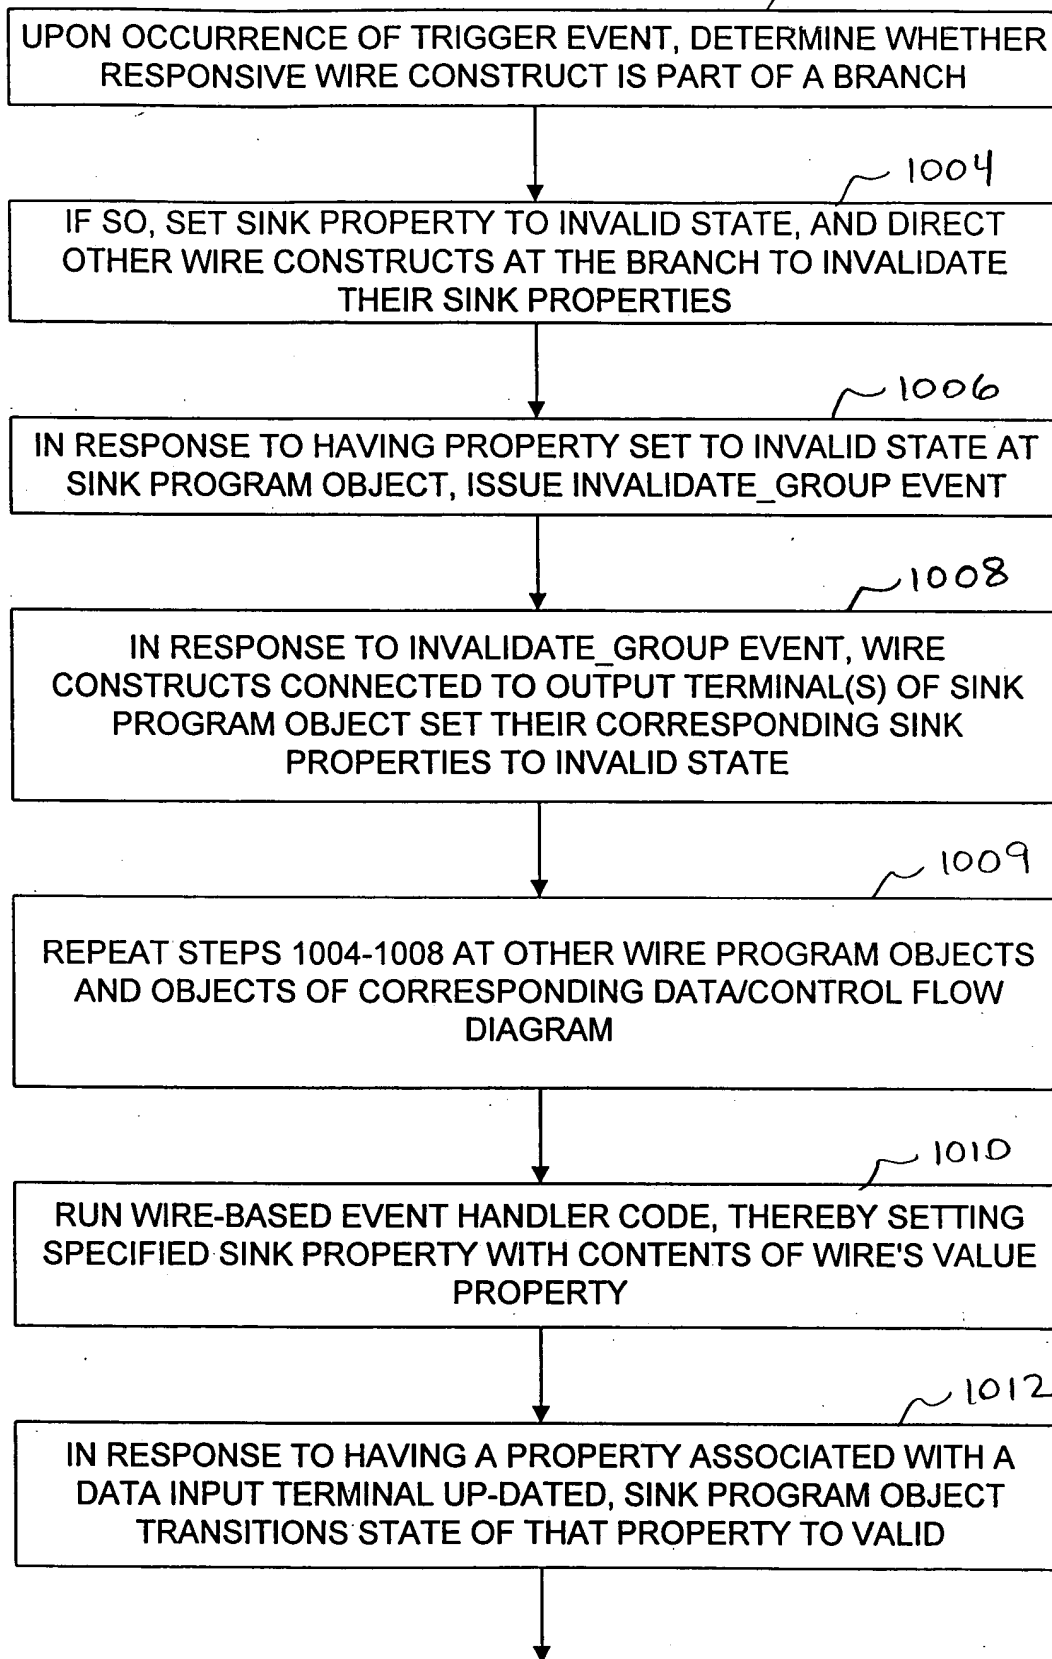 UPON OCCURRENCE OF TRIGGER EVENT, DETERMINE WHETHER
RESPONSIVE WIRE CONSTRUCT IS PART OF A BRANCH
1004
IF SO, SET SINK PROPERTY TO INVALID STATE, AND DIRECT
OTHER WIRE CONSTRUCTS AT THE BRANCH TO INVALIDATE
THEIR SINK PROPERTIES
1006
IN RESPONSE TO HAVING PROPERTY SET TO INVALID STATE AT
SINK PROGRAM OBJECT, ISSUE INVALIDATE_GROUP EVENT
1008
IN RESPONSE TO INVALIDATE_GROUP EVENT, WIRE
CONSTRUCTS CONNECTED TO OUTPUT TERMINAL(S) OF SINK
PROGRAM OBJECT SET THEIR CORRESPONDING SINK
PROPERTIES TO INVALID STATE
1009
REPEAT STEPS 1004-1008 AT OTHER WIRE PROGRAM OBJECTS
AND OBJECTS OF CORRESPONDING DATA/CONTROL FLOW
DIAGRAM
1010
RUN WIRE-BASED EVENT HANDLER CODE, THEREBY SETTING
SPECIFIED SINK PROPERTY WITH CONTENTS OF WIRE'S VALUE
PROPERTY
1012
IN RESPONSE TO HAVING A PROPERTY ASSOCIATED WITH A
DATA INPUT TERMINAL UP-DATED, SINK PROGRAM OBJECT
TRANSITIONS STATE OF THAT PROPERTY TO VALID